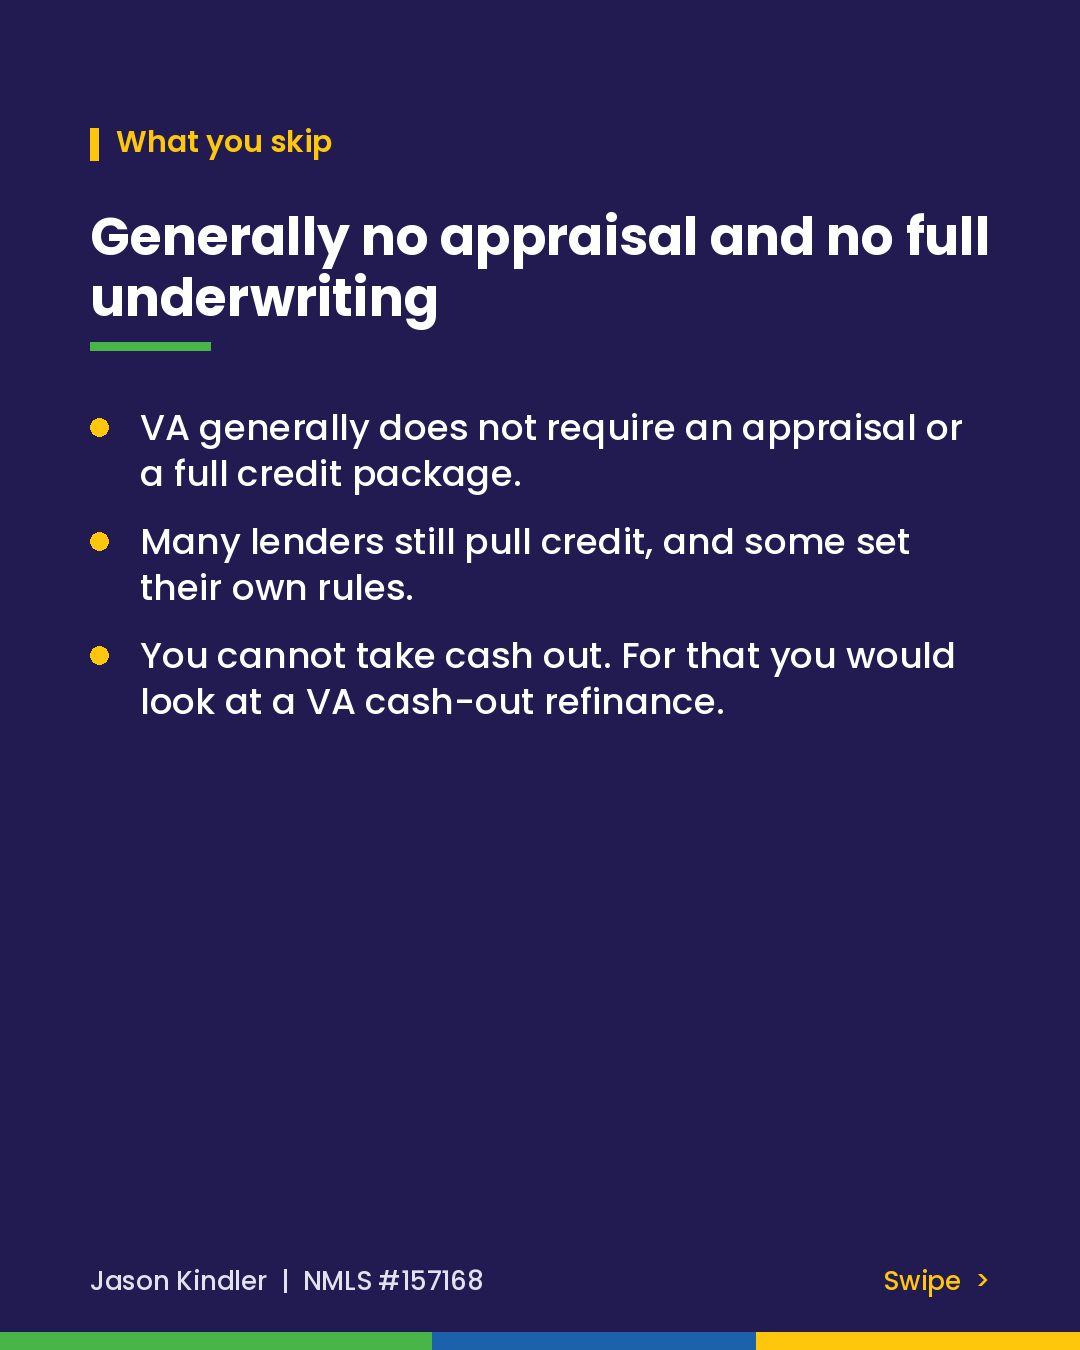 What you skip
Generally no appraisal and no full
underwriting
VA generally does not require an appraisal or
a full credit package.
Many lenders still pull credit, and some set
their own rules.
You cannot take cash out. For that you would
look at a VA cash-out refinance.
Jason Kindler | NMLS #157168
Swipe >